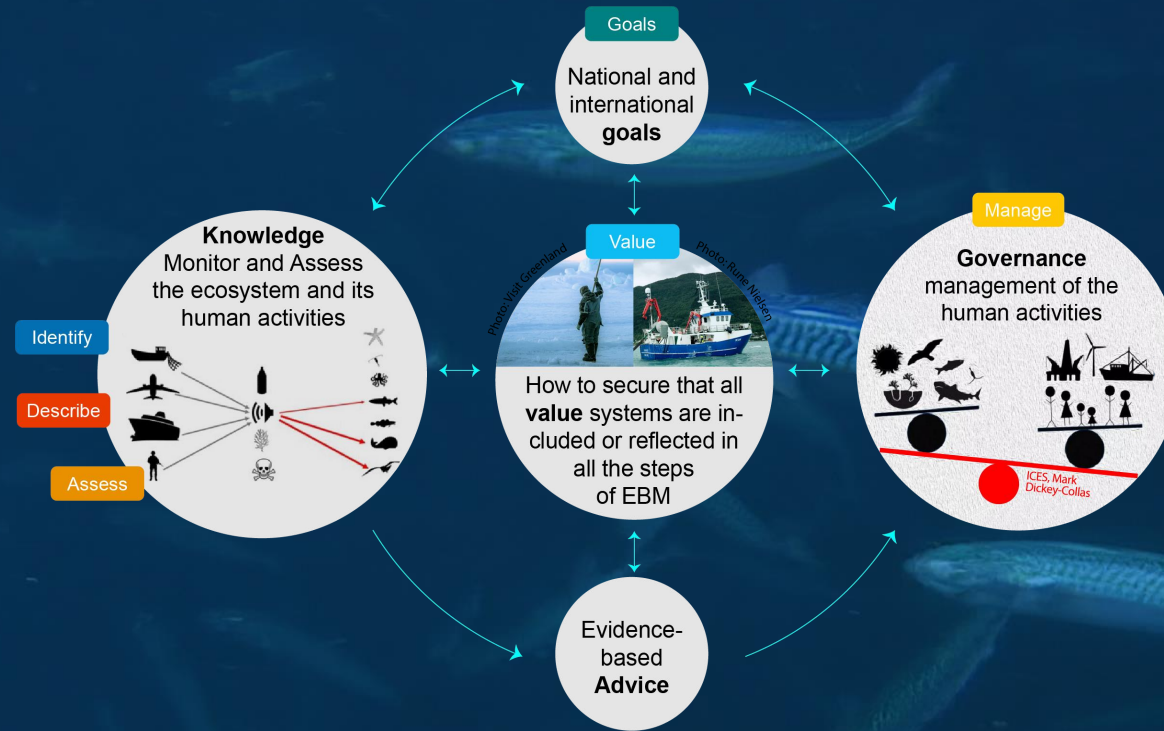 Goals
National and
international
goals
Knowledge
Monitor and Assess
the ecosystem and its
human activities
Identify
Describe
Assess
Value
Photo: Visit Greenland
Photo: Rune Nielsen
How to secure that all
value systems are in-
cluded or reflected in
all the steps
of EBM
Manage
Governance
management of the
human activities
ICES, Mark
Dickey-Collas
Evidence-
based
Advice